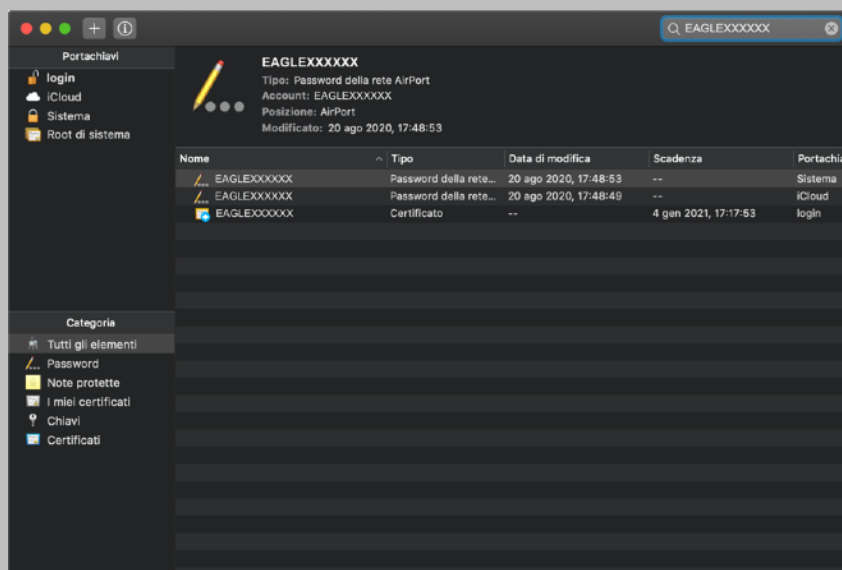 EAGLEXXXXXX
Portachiavi
login
iCloud
Sistema
Root di sistema
EAGLEXXXXXX
Tipo: Password della rete AirPort
Account: EAGLEXXXXXX
Posizione: AirPort
Modificato: 20 ago 2020, 17:48:53
Nome Tipo Data di modifica Scadenza Portachia
EAGLEXXXXXX Password della rete... 20 ago 2020, 17:48:53 -- Sistema
EAGLEXXXXXX Password della rete... 20 ago 2020, 17:48:49 -- iCloud
EAGLEXXXXXX Certificato -- 4 gen 2021, 17:17:53 login
Categoria
Tutti gli elementi
Password
Note protette
I miei certificati
Chiavi
Certificati